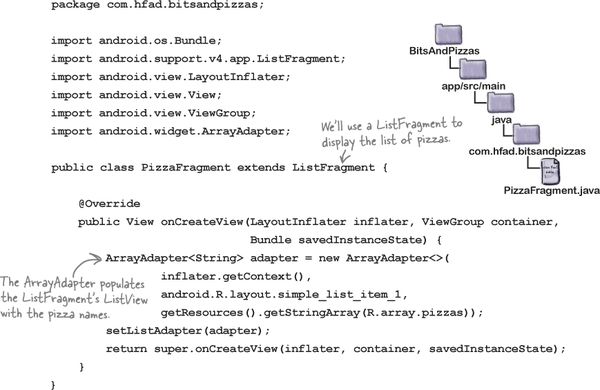 package com.hfad.bitsandpizzas;
import android.os.Bundle;
import android.support.v4.app.ListFragment;
import android.view.LayoutInflater;
import android.view.View;
import android.view.ViewGroup;
import android.widget.ArrayAdapter;
BitsAndPizzas
app/src/main
java
com.hfad.bitsandpizzas
PizzaFragment.java
We'll use a ListFragment to
display the list of pizzas.
public class PizzaFragment extends ListFragment {
@Override
public View onCreateView(LayoutInflater inflater, ViewGroup container,
Bundle savedInstanceState) {
ArrayAdapter<String> adapter = new ArrayAdapter<>(
inflater.getContext(),
android.R.layout.simple_list_item_1,
getResources().getStringArray(R.array.pizzas));
The ArrayAdapter populates
the ListFragment's ListView
with the pizza names.
setListAdapter(adapter);
return super.onCreateView(inflater, container, savedInstanceState);
}
}